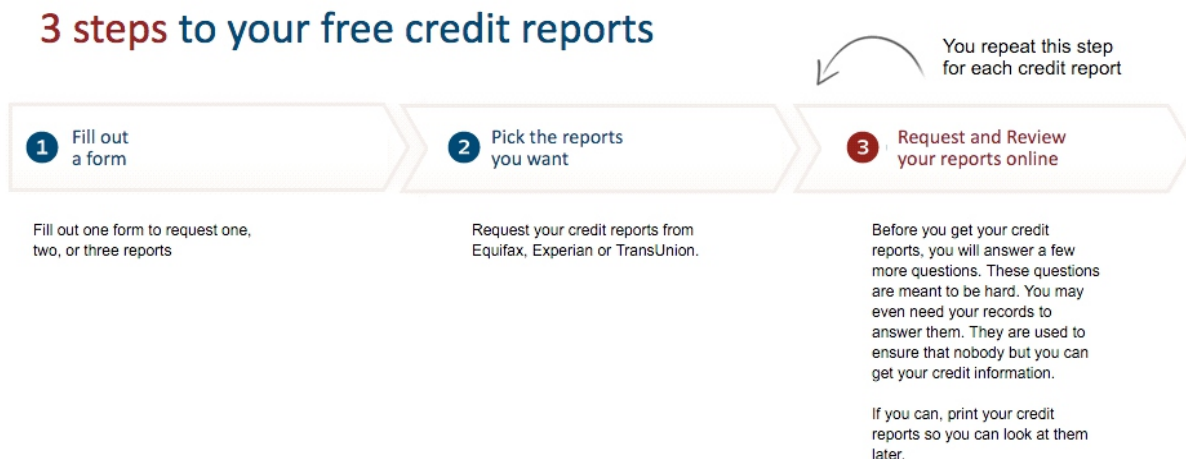 3 steps to your free credit reports
You repeat this step
for each credit report
1 Fill out
a form
2 Pick the reports
you want
3 Request and Review
your reports online
Fill out one form to request one,
two, or three reports
Request your credit reports from
Equifax, Experian or TransUnion.
Before you get your credit
reports, you will answer a few
more questions. These questions
are meant to be hard. You may
even need your records to
answer them. They are used to
ensure that nobody but you can
get your credit information.
If you can, print your credit
reports so you can look at them
later.